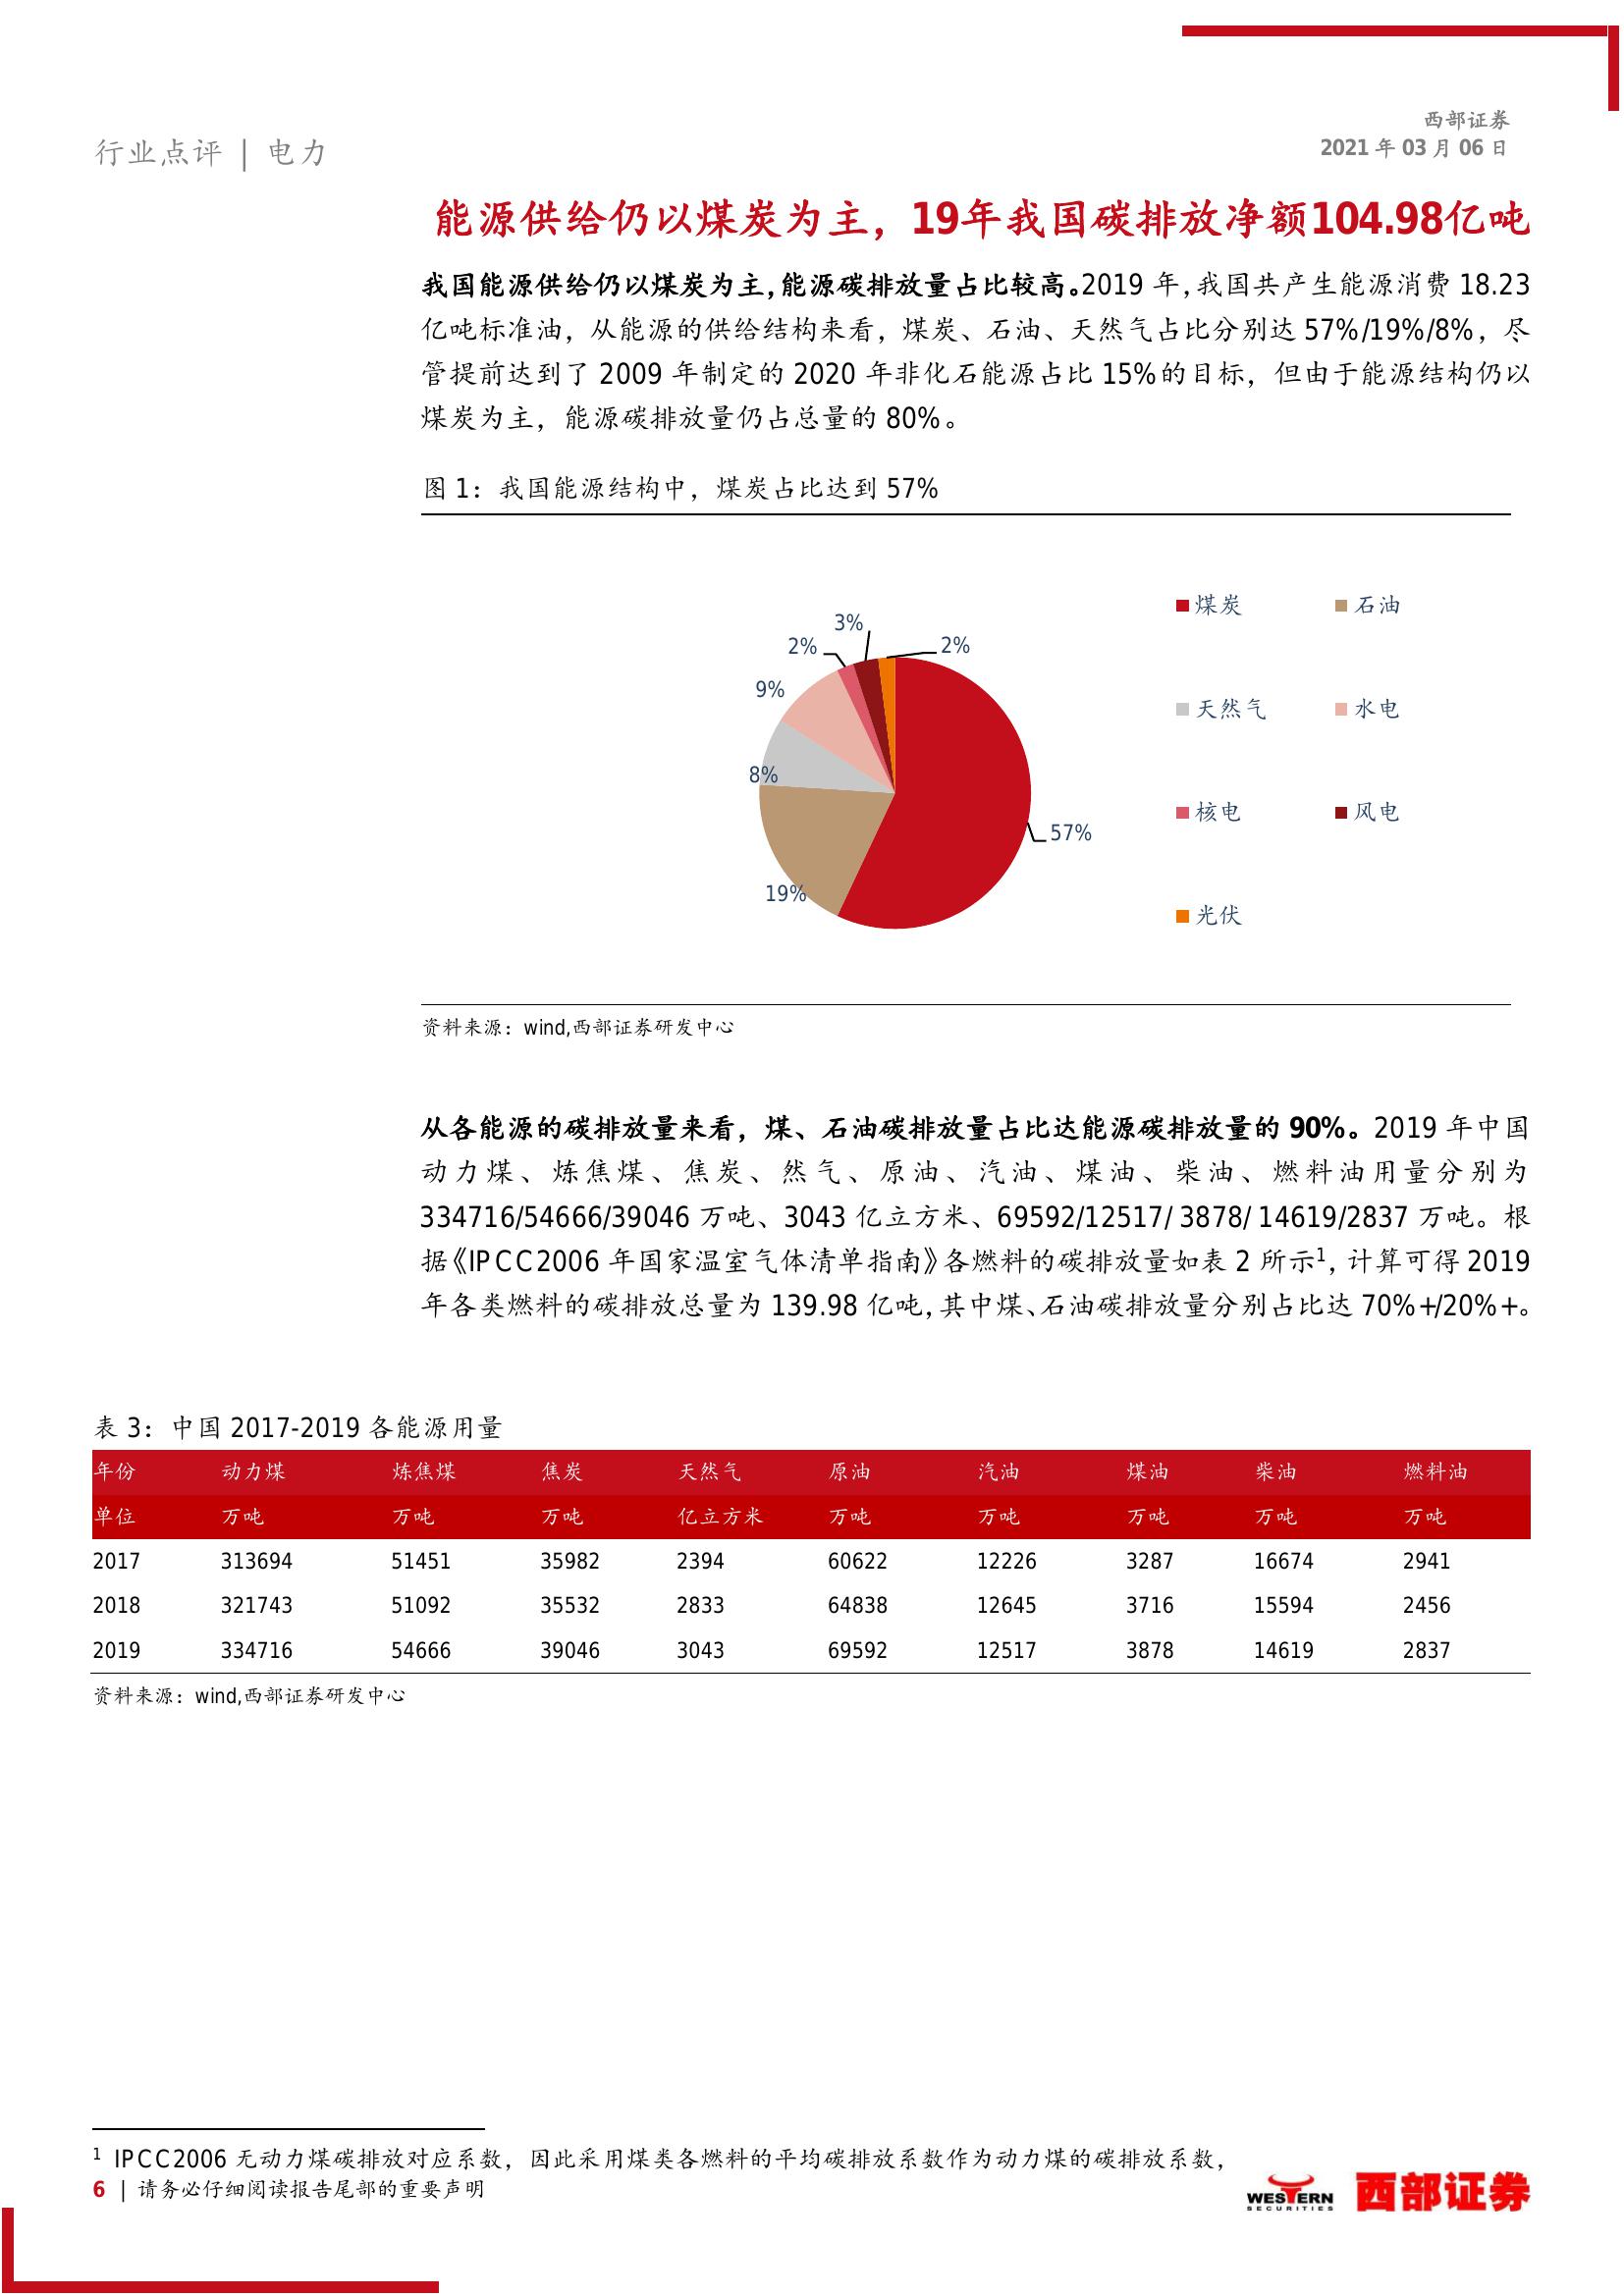 西部证券
2021 年 03 月 06 日
行业点评 | 电力
能源供给仍以煤炭为主，19年我国碳排放净额104.98亿吨
我国能源供给仍以煤炭为主,能源碳排放量占比较高。2019 年,我国共产生能源消费 18.23
亿吨标准油，从能源的供给结构来看，煤炭、石油、天然气占比分别达 57%/19%/8%，尽
管提前达到了 2009 年制定的 2020 年非化石能源占比 15%的目标，但由于能源结构仍以
煤炭为主，能源碳排放量仍占总量的 80%。
图 1：我国能源结构中，煤炭占比达到 57%
3%
2%
2%
9%
8%
19%
57%
煤炭 石油
天然气 水电
核电 风电
光伏
资料来源：wind,西部证券研发中心
从各能源的碳排放量来看，煤、石油碳排放量占比达能源碳排放量的 90%。2019 年中国
动力煤、炼焦煤、焦炭、然气、原油、汽油、煤油、柴油、燃料油用量分别为
334716/54666/39046 万吨、3043 亿立方米、69592/12517/ 3878/ 14619/2837 万吨。根
据《IPCC2006 年国家温室气体清单指南》各燃料的碳排放量如表 2 所示1，计算可得 2019
年各类燃料的碳排放总量为 139.98 亿吨,其中煤、石油碳排放量分别占比达 70%+/20%+。
表 3：中国 2017-2019 各能源用量
年份 动力煤 炼焦煤 焦炭 天然气 原油 汽油 煤油 柴油 燃料油
单位 万吨 万吨 万吨 亿立方米 万吨 万吨 万吨 万吨 万吨
2017 313694 51451 35982 2394 60622 12226 3287 16674 2941
2018 321743 51092 35532 2833 64838 12645 3716 15594 2456
2019 334716 54666 39046 3043 69592 12517 3878 14619 2837
资料来源：wind,西部证券研发中心
1 IPCC2006 无动力煤碳排放对应系数，因此采用煤类各燃料的平均碳排放系数作为动力煤的碳排放系数，
6 | 请务必仔细阅读报告尾部的重要声明
WESTERN
SECURITIES
西部证券